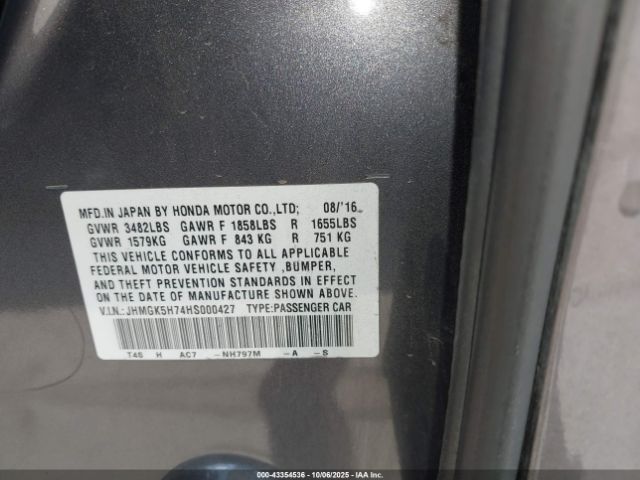 MFD.IN JAPAN BY HONDA MOTOR CO.,LTD; 08/'16
GVWR 3482LBS GAWR F 1858LBS R 1655LBS
GVWR 1579KG GAWR F 843 KG R 751 KG
THIS VEHICLE CONFORMS TO ALL APPLICABLE
FEDERAL MOTOR VEHICLE SAFETY ,BUMPER,
AND THEFT PREVENTION STANDARDS IN EFFECT
ON THE DATE OF MANUFACTURE SHOWN ABOVE.
V.I.N.: JHMGK5H74HS000427 TYPE:PASSENGER CAR
T4S H AC7 -NH797M -A -S
000-43354536 - 10/06/2025 - IAA